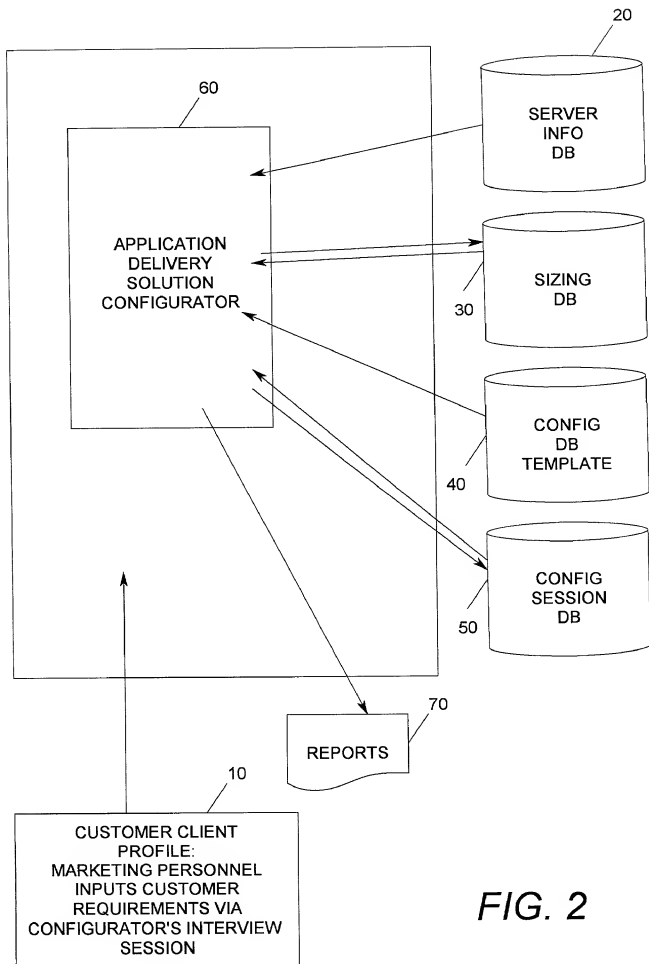 20
60
SERVER
INFO
DB
APPLICATION
DELIVERY
SOLUTION
CONFIGURATOR
30
SIZING
DB
CONFIG
DB
TEMPLATE
40
CONFIG
SESSION
DB
50
70
REPORTS
10
CUSTOMER CLIENT
PROFILE:
MARKETING PERSONNEL
INPUTS CUSTOMER
REQUIREMENTS VIA
CONFIGURATOR'S INTERVIEW
SESSION
FIG. 2